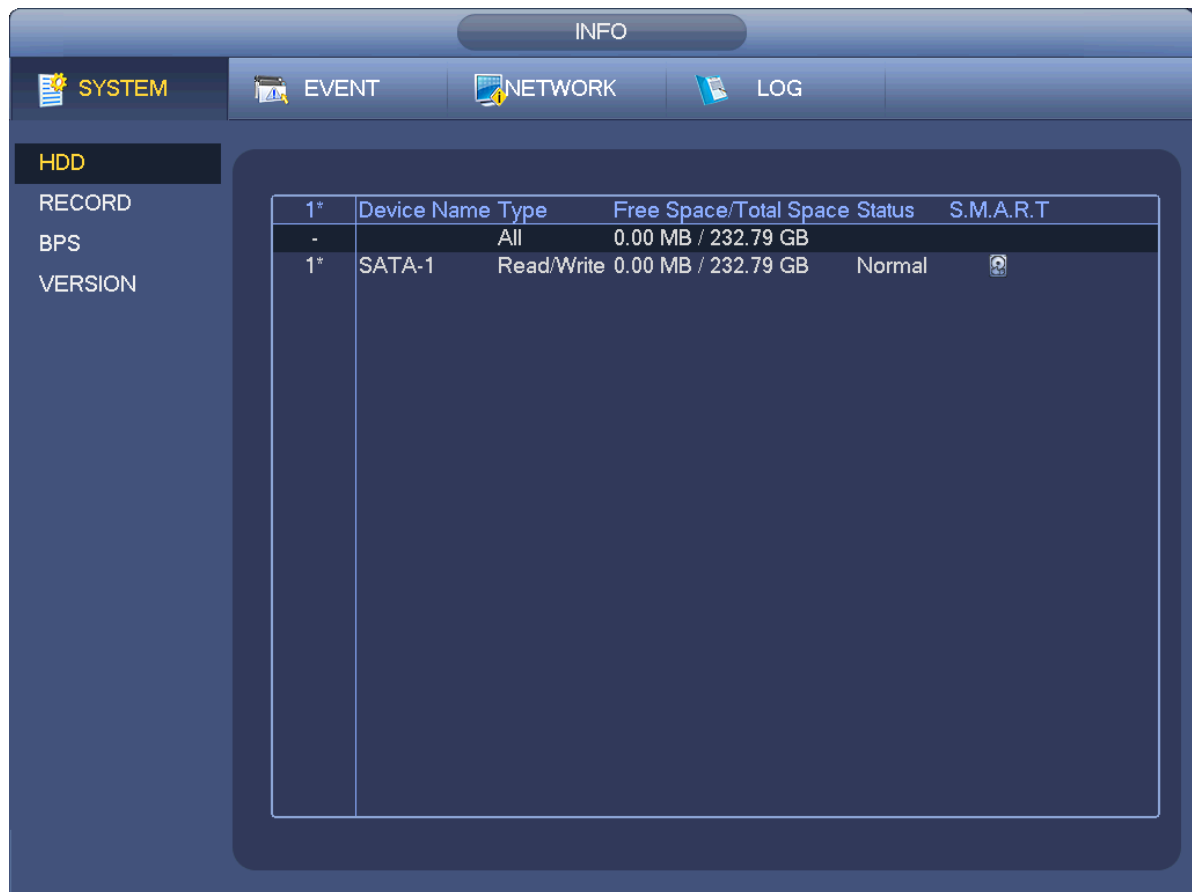 INFO
SYSTEM EVENT NETWORK LOG
HDD
RECORD
BPS
VERSION
1* Device Name Type Free Space/Total Space Status S.M.A.R.T
- All 0.00 MB / 232.79 GB
1* SATA-1 Read/Write 0.00 MB / 232.79 GB Normal